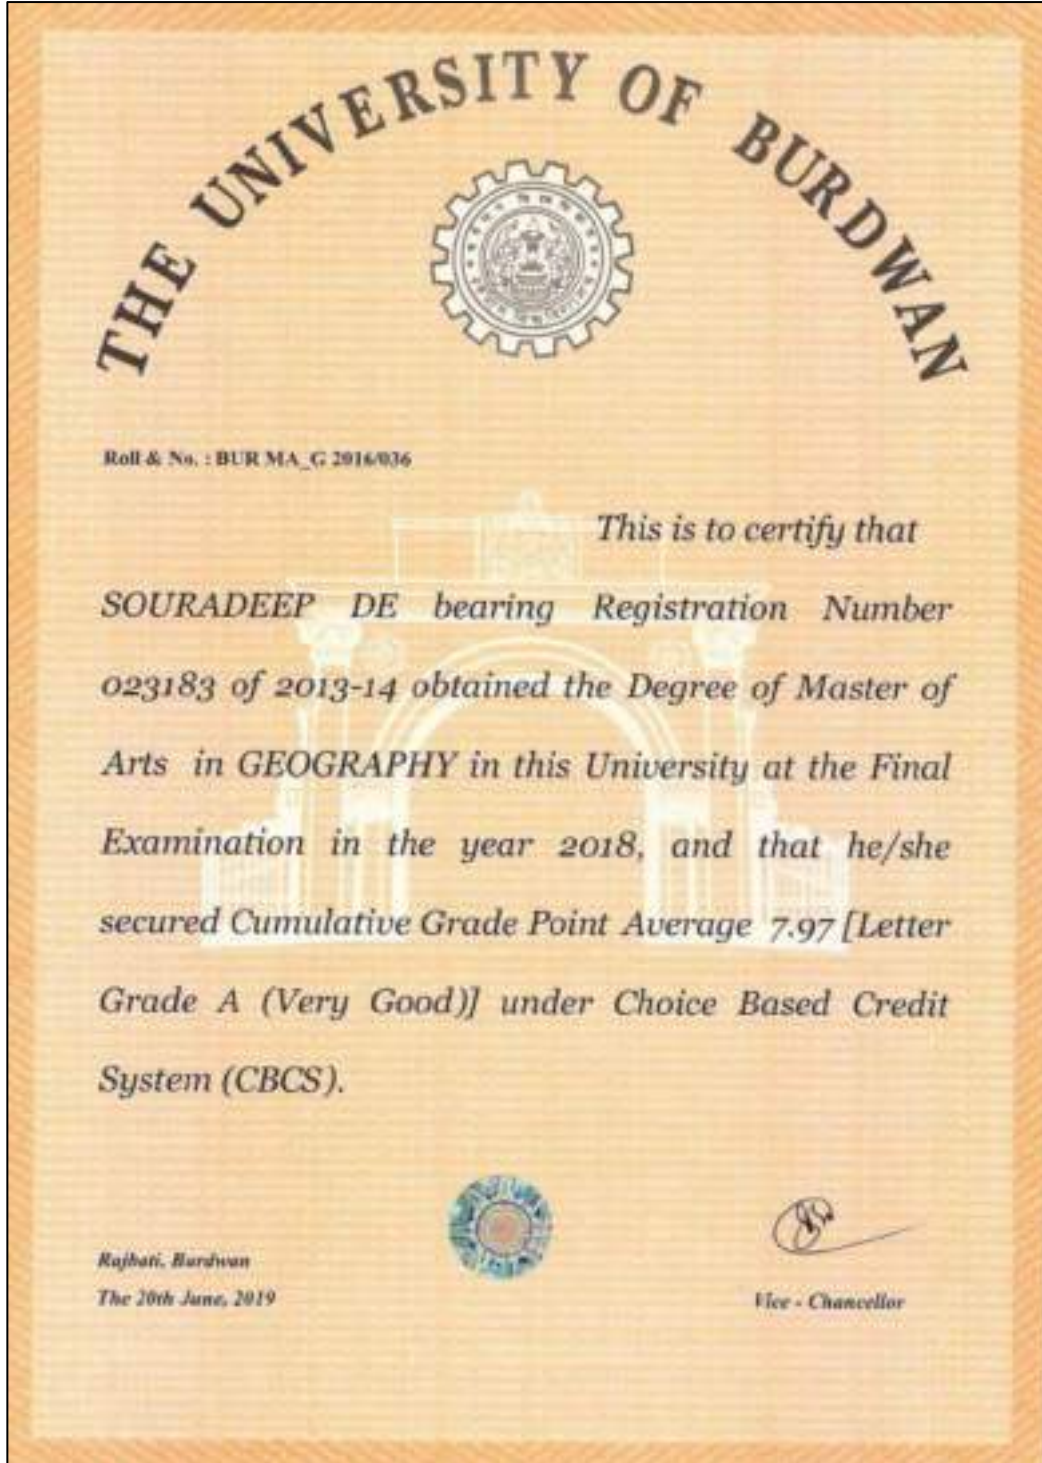 THE UNIVERSITY OF BURDWAN
Roll & No. : BUR MA_G 2016/036
This is to certify that
SOURADEEP DE bearing Registration Number
023183 of 2013-14 obtained the Degree of Master of
Arts in GEOGRAPHY in this University at the Final
Examination in the year 2018, and that he/she
secured Cumulative Grade Point Average 7.97 [Letter
Grade A (Very Good)] under Choice Based Credit
System (CBCS).
Rajbati, Burdwan
The 20th June, 2019
Vice - Chancellor